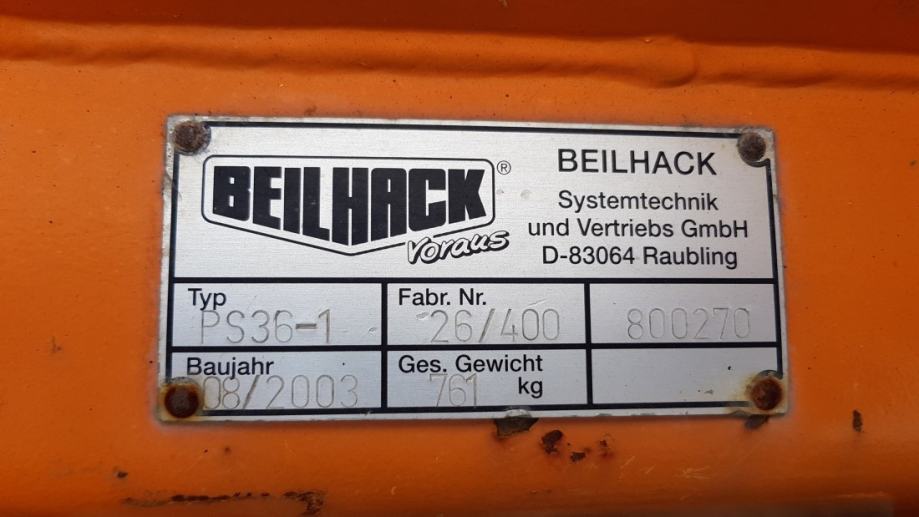 BEILHACK®
Voraus
BEILHACK
Systemtechnik
und Vertriebs GmbH
D-83064 Raubling
Typ
PS36-1
Fabr. Nr.
26/400
800270
Baujahr
08/2003
Ges. Gewicht
761 kg